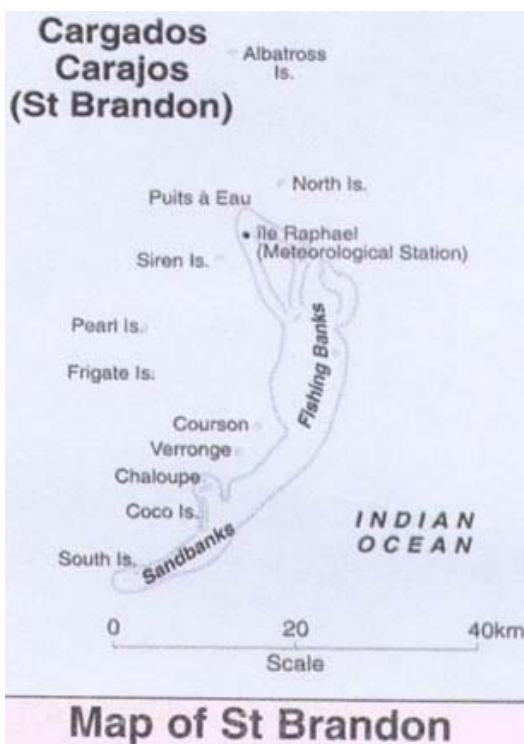 Cargados
Carajos
(St Brandon)
Albatross
Is.
North Is.
Puits à Eau
île Raphael
(Meteorological Station)
Siren Is.
Pearl Is.
Frigate Is.
Fishing Banks
Courson
Verronge
Chaloupe
Coco Is.
INDIAN
OCEAN
South Is.
Sandbanks
0 20 40km
Scale
Map of St Brandon